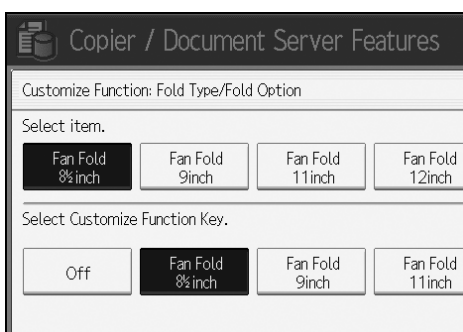 Copier / Document Server Features
Customize Function: Fold Type/Fold Option
Select item.
Fan Fold Fan Fold Fan Fold Fan Fold
8½inch 9inch 11inch 12inch
Select Customize Function Key.
Off Fan Fold Fan Fold Fan Fold
8½inch 9inch 11inch